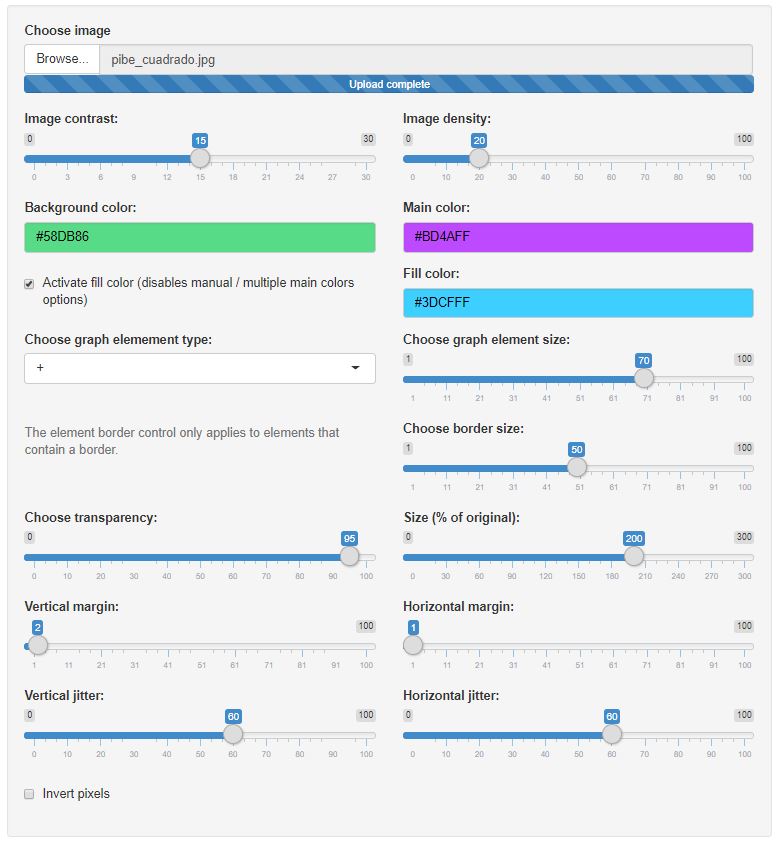 Choose image
Browse... pibe_cuadrado.jpg
Upload complete
Image contrast: Image density:
0 15 30 0 20 100
0 3 6 9 12 15 18 21 24 27 30 0 10 20 30 40 50 60 70 80 90 100
Background color: Main color:
#58DB86 #BD4AFF
Activate fill color (disables manual / multiple main colors
options)
Fill color:
#3DCFFF
Choose graph elemement type: Choose graph element size:
+ 1 70 100
1 11 21 31 41 51 61 71 81 91 100
The element border control only applies to elements that
contain a border.
Choose border size:
1 50 100
1 11 21 31 41 51 61 71 81 91 100
Choose transparency: Size (% of original):
0 95 0 200 300
0 10 20 30 40 50 60 70 80 90 100 0 30 60 90 120 150 180 210 240 270 300
Vertical margin: Horizontal margin:
2 100 1 100
1 11 21 31 41 51 61 71 81 91 100 1 11 21 31 41 51 61 71 81 91 100
Vertical jitter: Horizontal jitter:
0 60 100 0 60 100
0 10 20 30 40 50 60 70 80 90 100 0 10 20 30 40 50 60 70 80 90 100
Invert pixels